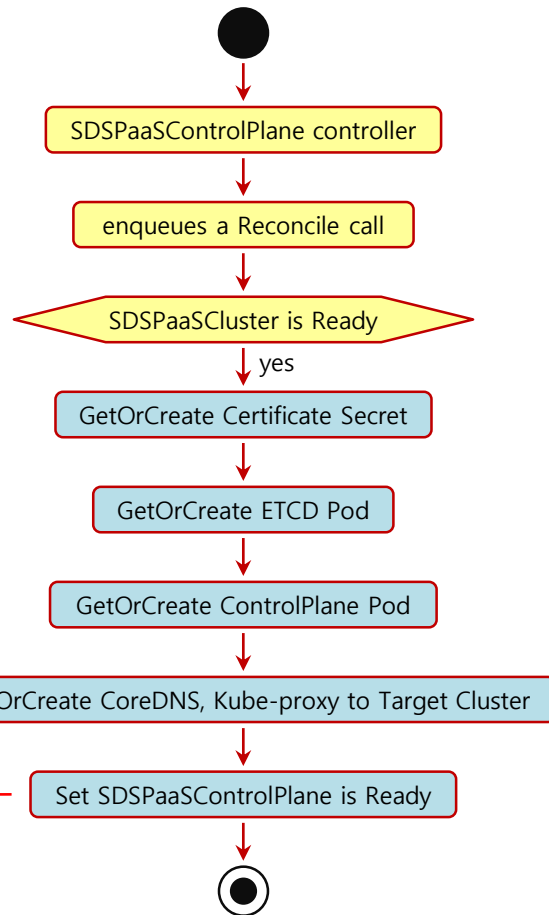 SDSPaaSControlPlane controller
enqueues a Reconcile call
SDSPaaSCluster is Ready
yes
GetOrCreate Certificate Secret
GetOrCreate ETCD Pod
GetOrCreate ControlPlane Pod
OrCreate CoreDNS, Kube-proxy to Target Cluster
Set SDSPaaSControlPlane is Ready